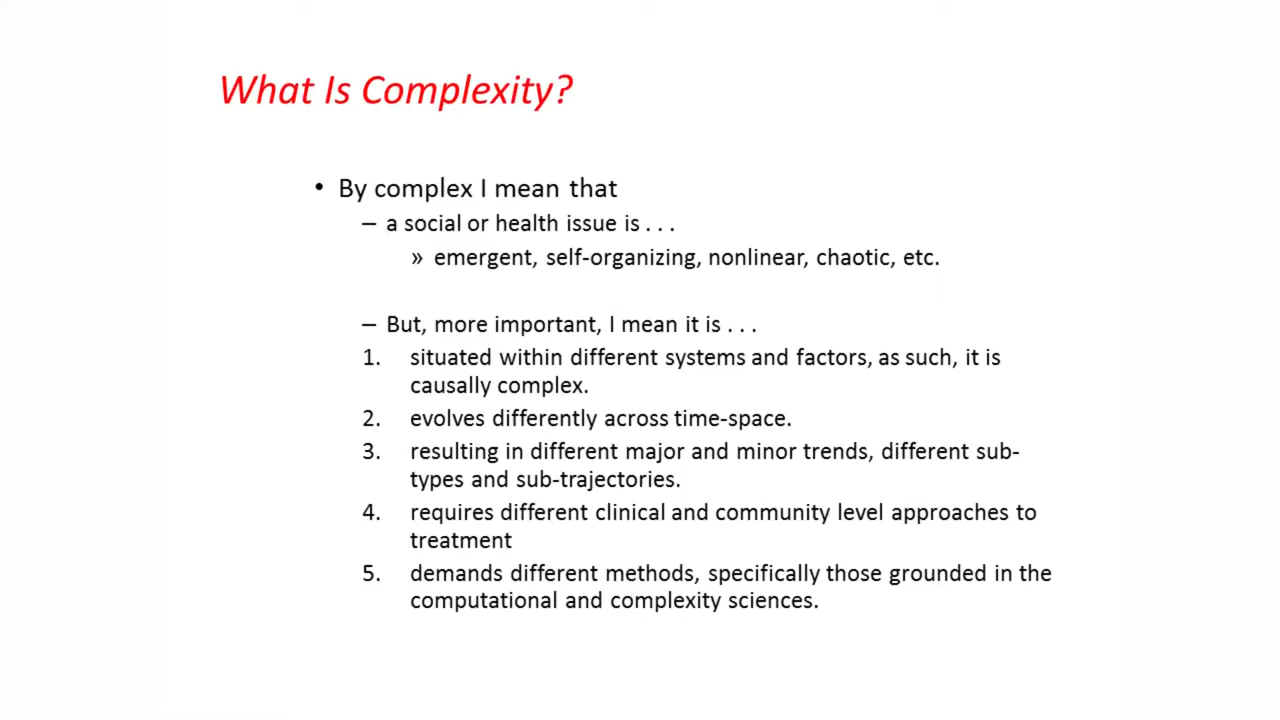 What Is Complexity?
• By complex I mean that
– a social or health issue is . . .
» emergent, self-organizing, nonlinear, chaotic, etc.
– But, more important, I mean it is . . .
1. situated within different systems and factors, as such, it is
causally complex.
2. evolves differently across time-space.
3. resulting in different major and minor trends, different sub-
types and sub-trajectories.
4. requires different clinical and community level approaches to
treatment
5. demands different methods, specifically those grounded in the
computational and complexity sciences.